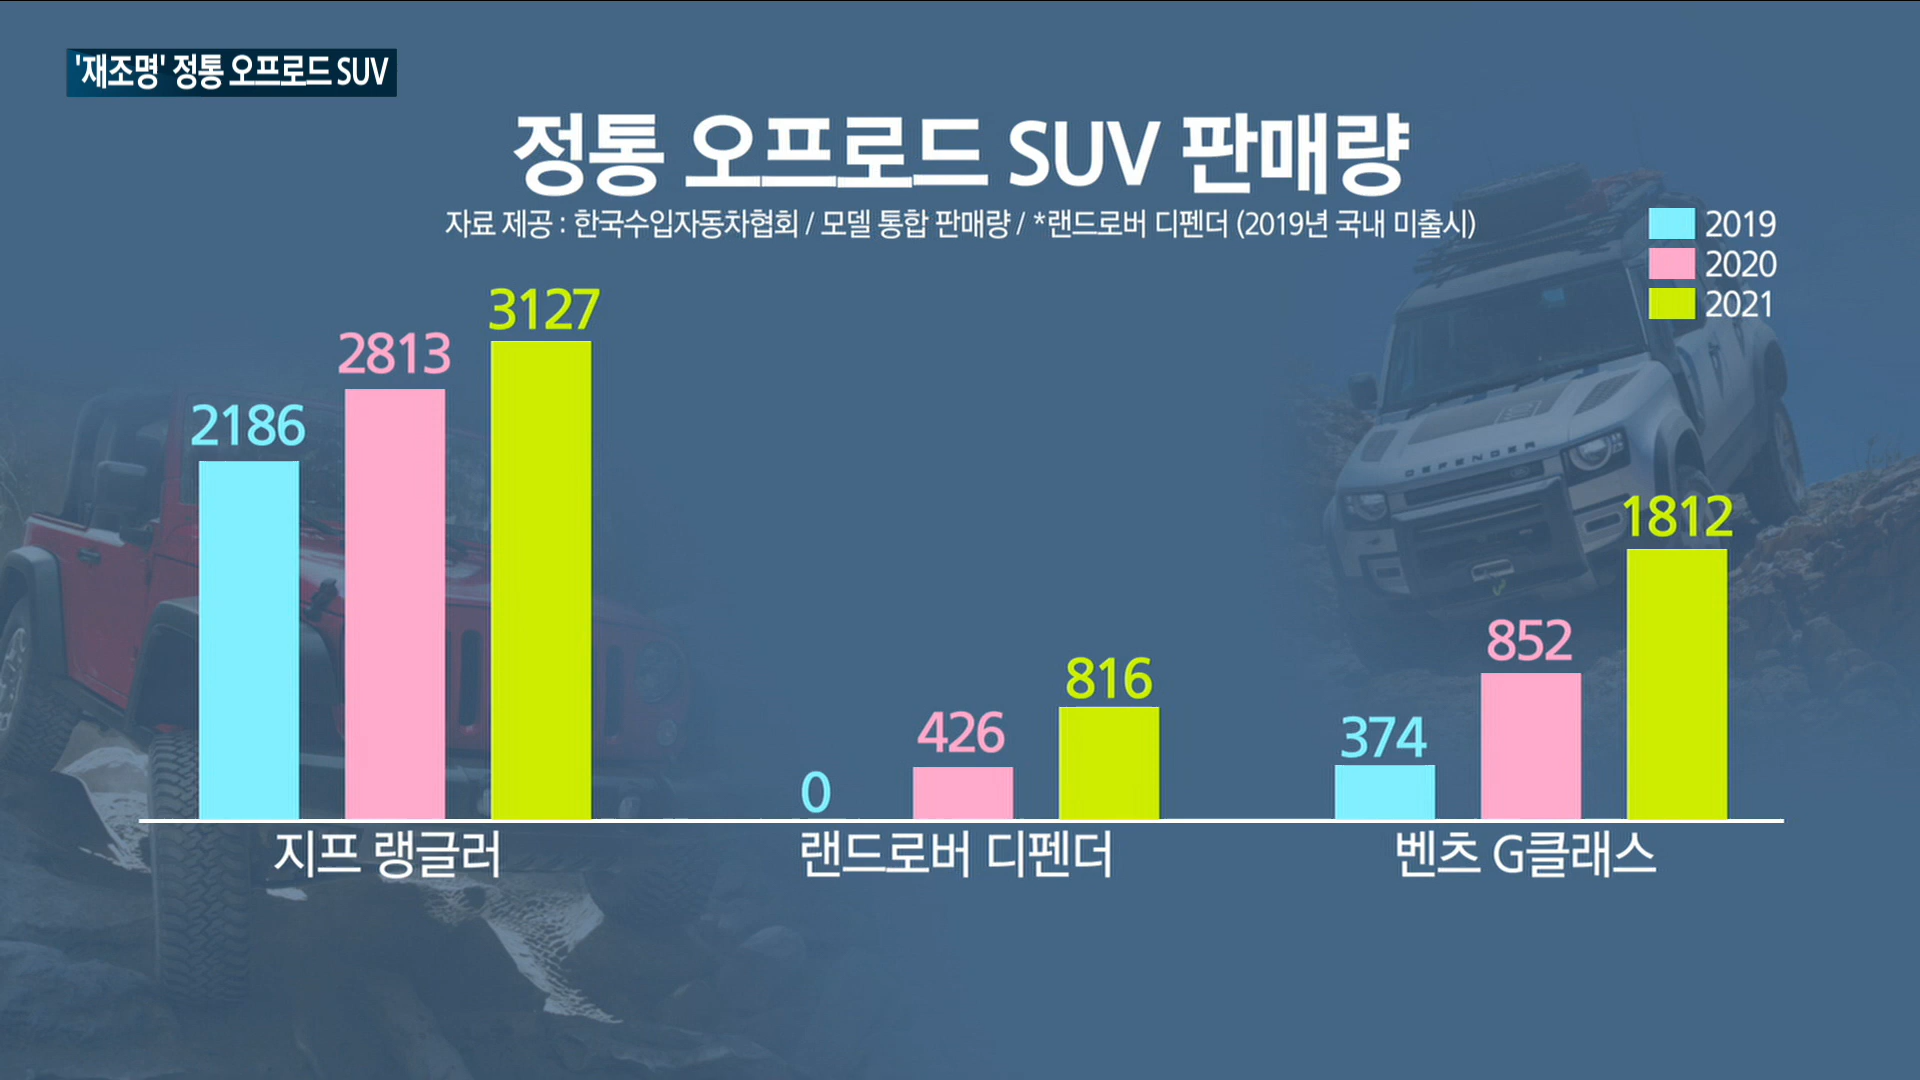 '재조명' 정통 오프로드 SUV
정통 오프로드 SUV 판매량
자료 제공 : 한국수입자동차협회 / 모델 통합 판매량 / *랜드로버 디펜더 (2019년 국내 미출시)
2019
2020
2021
2186
2813
3127
0
426
816
374
852
1812
지프 랭글러
랜드로버 디펜더
벤츠 G클래스
DEFENDER